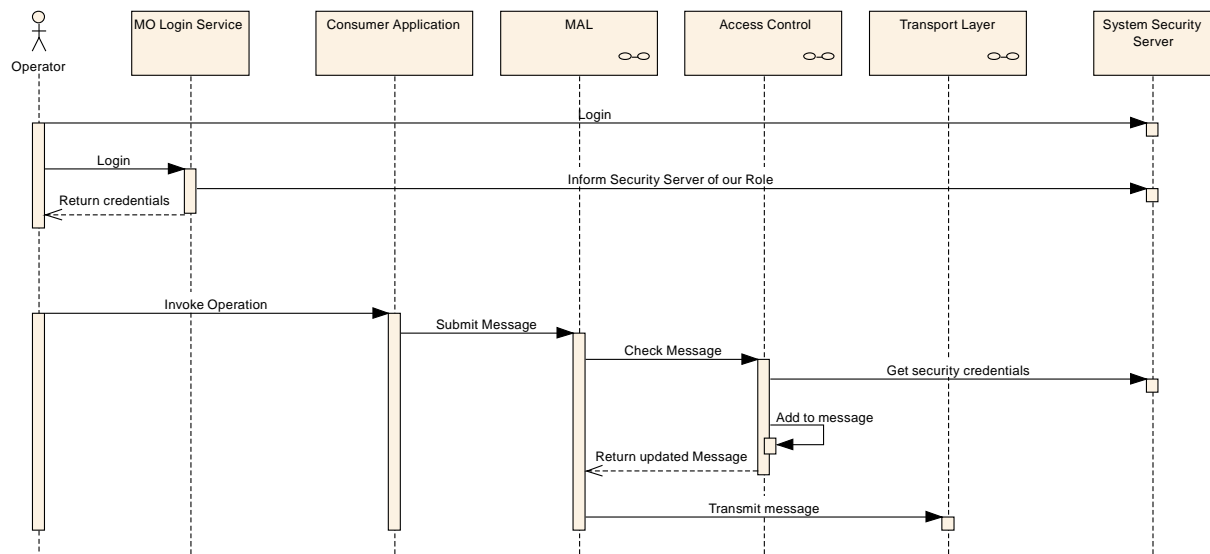 MO Login Service
Consumer Application
MAL
Access Control
Transport Layer
System Security
Server
Operator
Login
Login
Inform Security Server of our Role
Return credentials
Invoke Operation
Submit Message
Check Message
Get security credentials
Add to message
Return updated Message
Transmit message